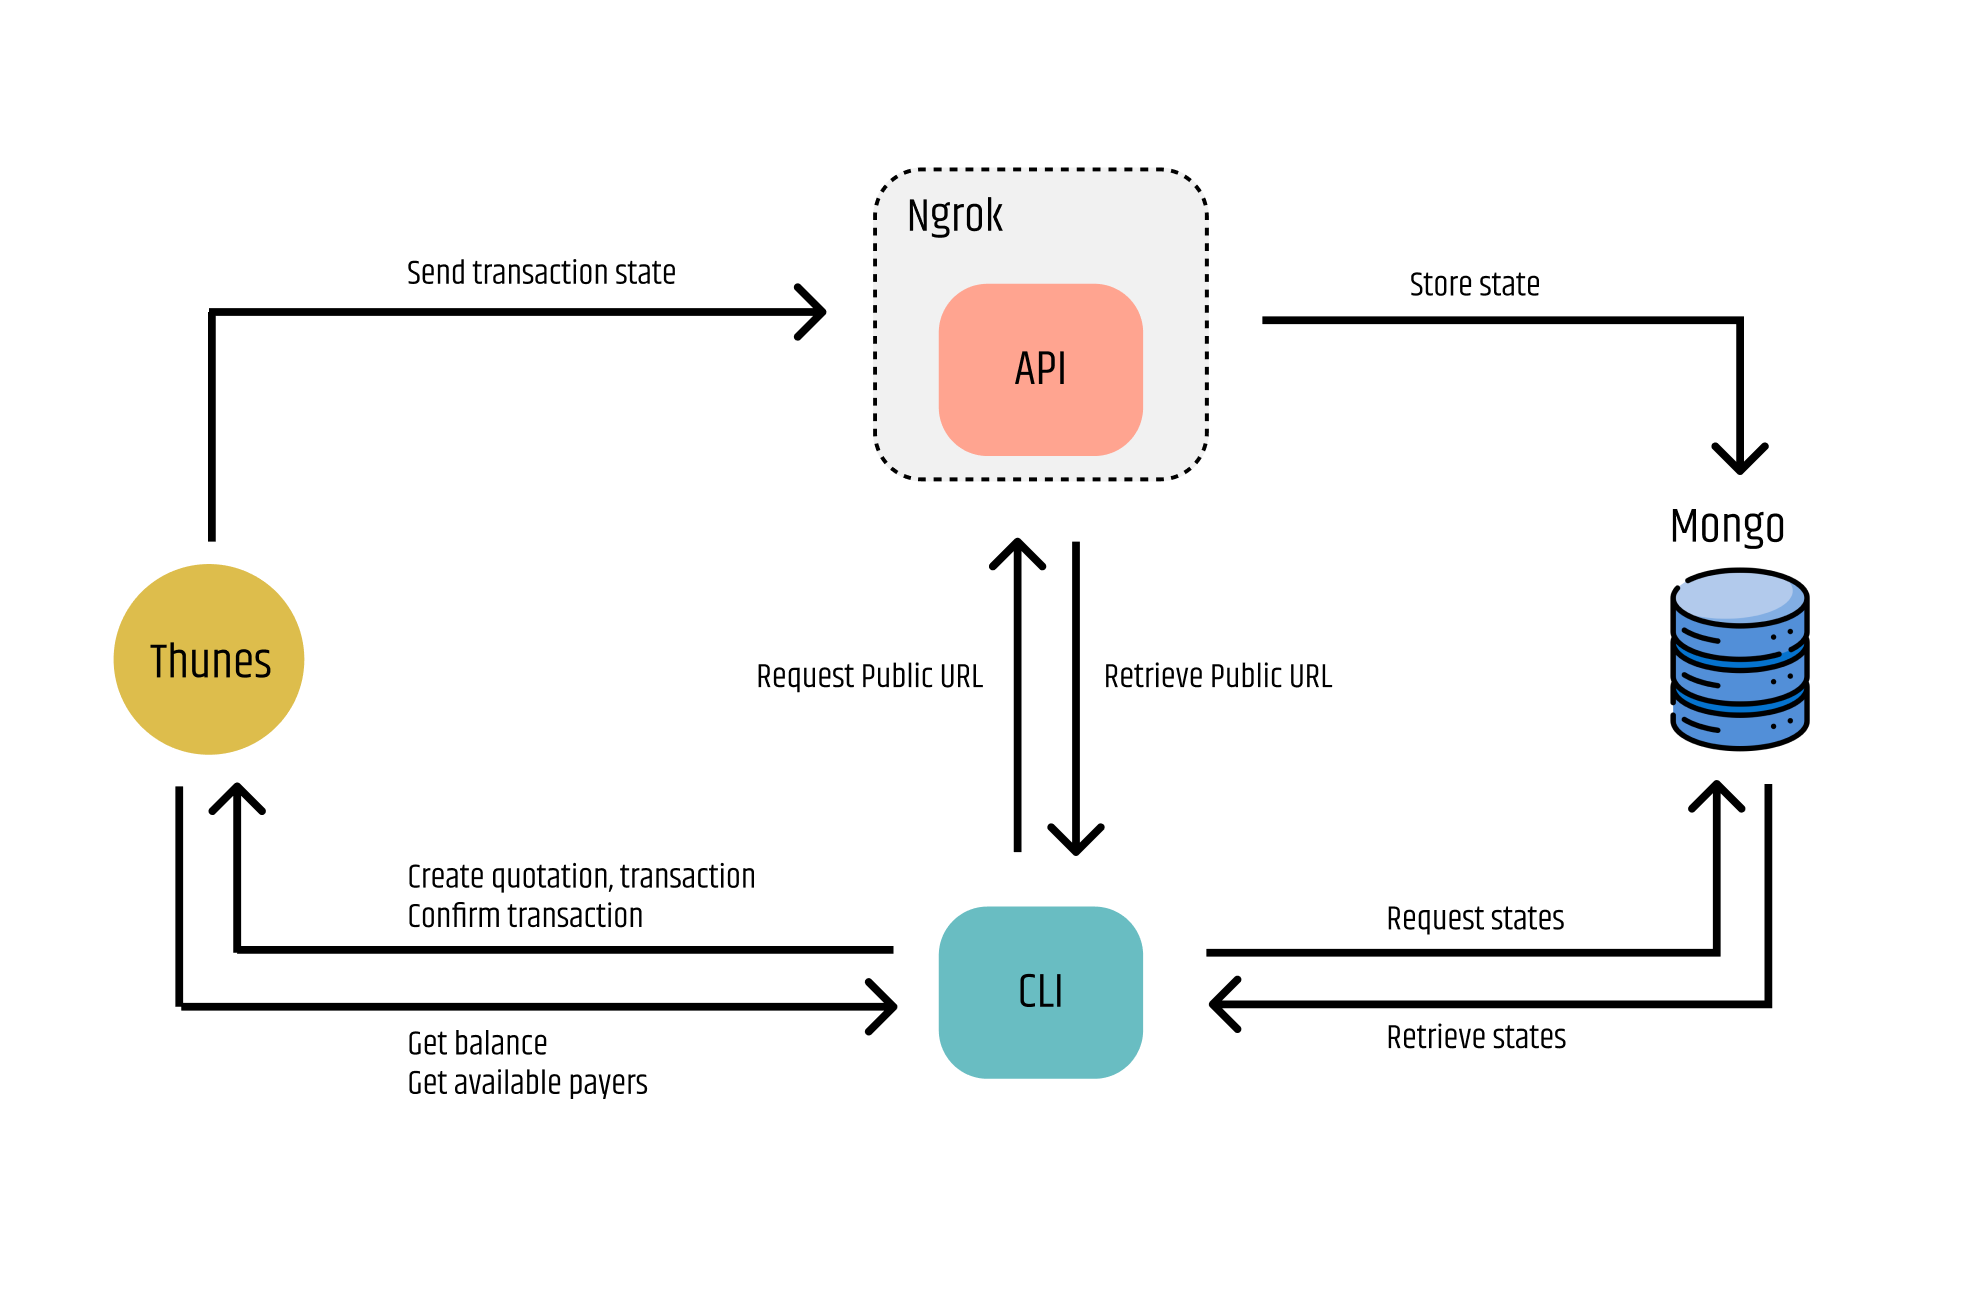 Ngrok
Send transaction state
Store state
API
Mongo
Thunes
Request Public URL
Retrieve Public URL
Create quotation, transaction
Confirm transaction
Request states
CLI
Get balance
Get available payers
Retrieve states